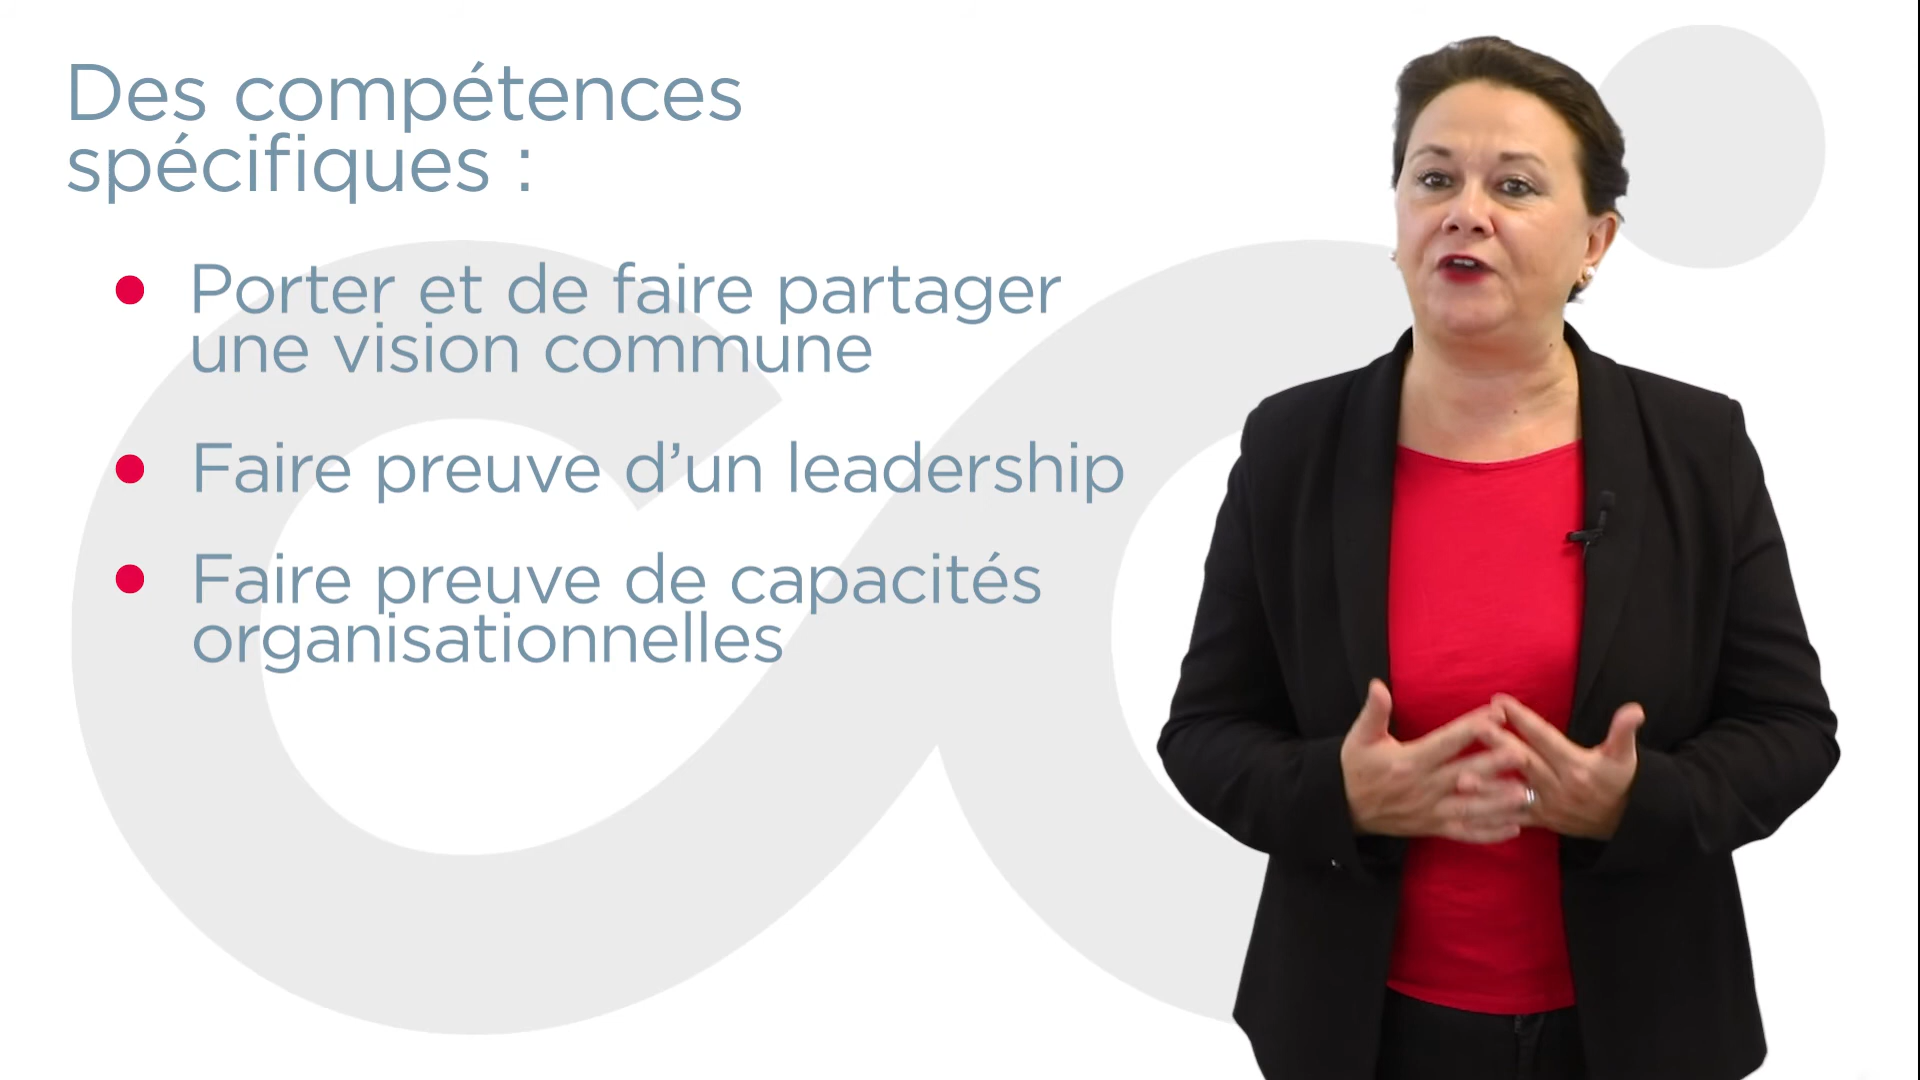 Des compétences
spécifiques :
Porter et de faire partager
une vision commune
Faire preuve d’un leadership
Faire preuve de capacités
organisationnelles